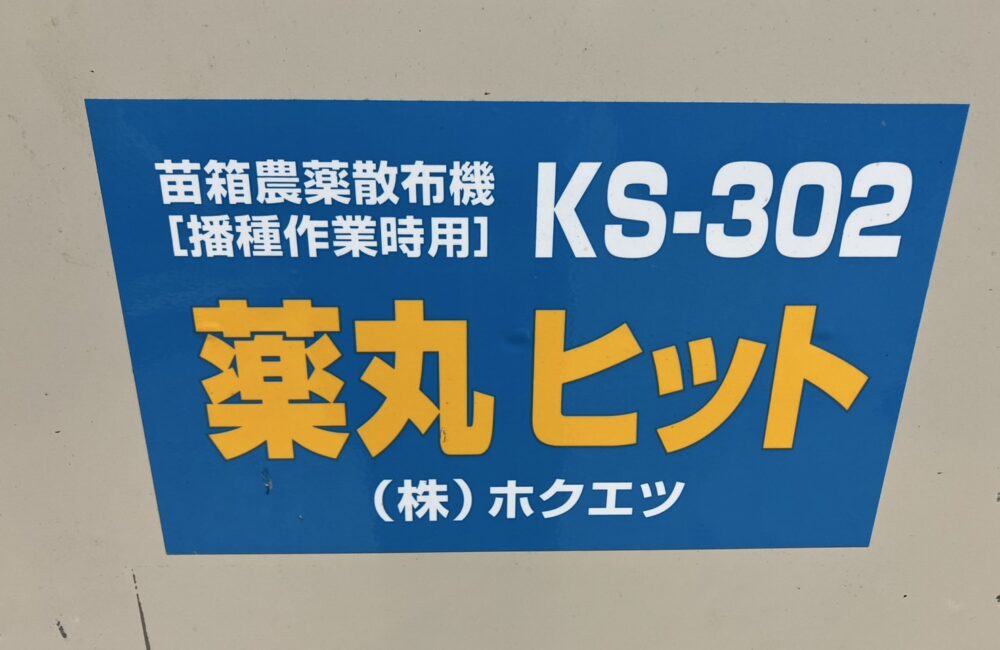 苗箱農薬散布機
[播種作業時用]
KS-302
薬丸ヒット
（株）ホクエツ